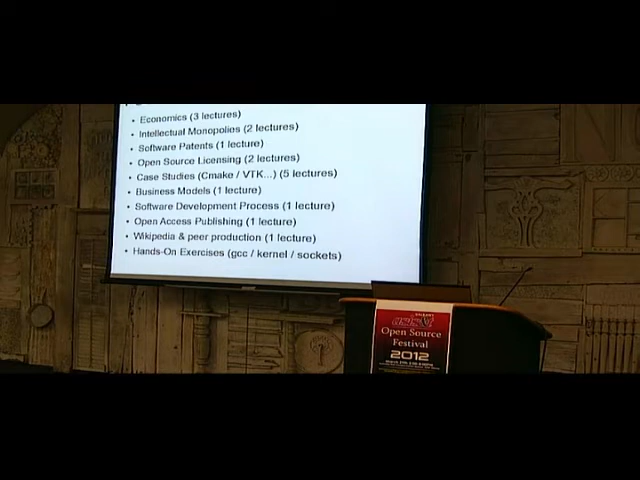 • Economics (3 lectures)
• Intellectual Monopolies (2 lectures)
• Software Patents (1 lecture)
• Open Source Licensing (2 lectures)
• Case Studies (Cmake / VTK...) (5 lectures)
• Business Models (1 lecture)
• Software Development Process (1 lecture)
• Open Access Publishing (1 lecture)
• Wikipedia & peer production (1 lecture)
• Hands-On Exercises (gcc / kernel / sockets)
Open Source
Festival
2012